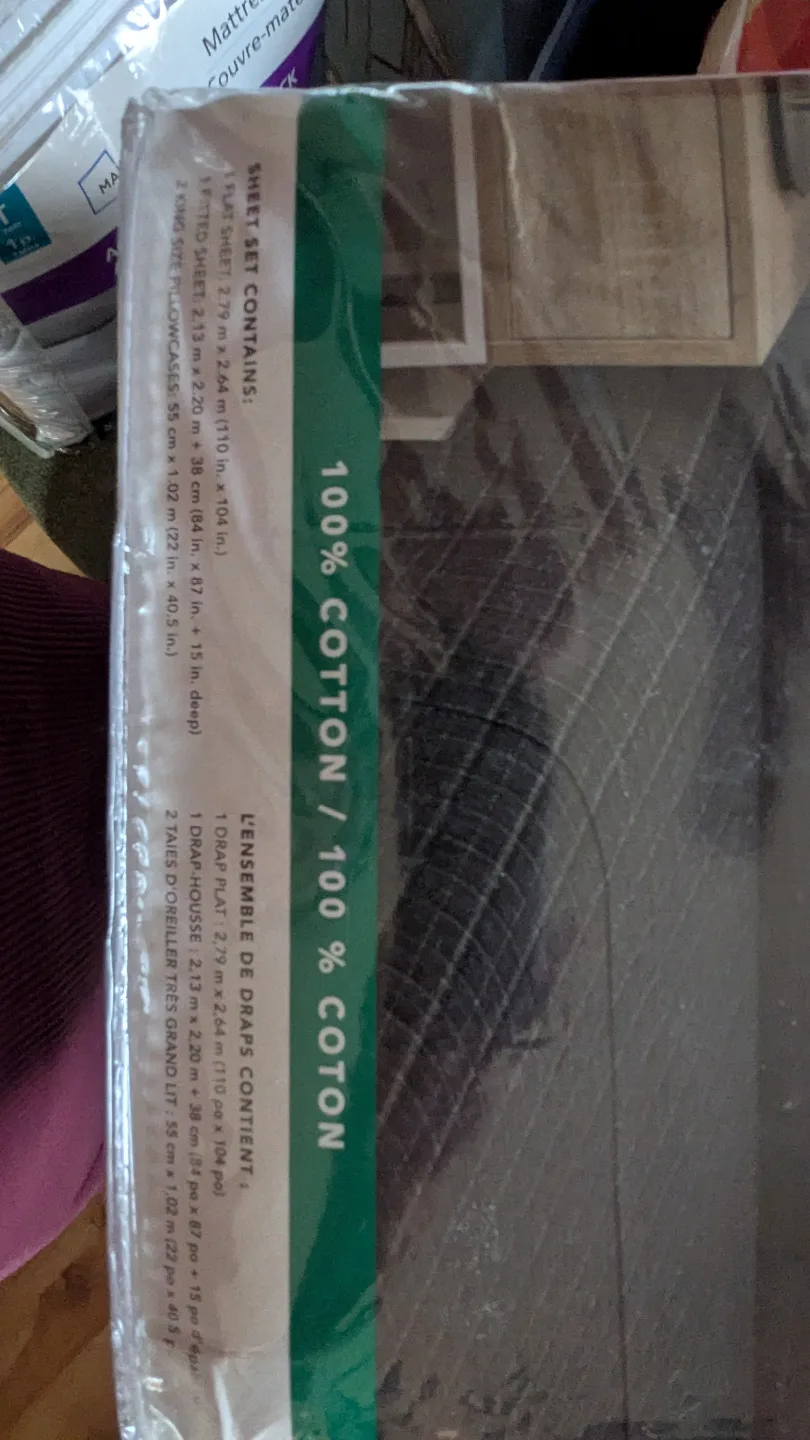 Mattre
Couvre-mate
MA
SHEET SET CONTAINS:
1 FLAT SHEET: 2.79 m x 2.64 m (110 in. x 104 in.)
1 FITTED SHEET: 2.13 m x 2.20 m + 38 cm (84 in. x 87 in. + 15 in. deep)
2 KING SIZE PILLOWCASES: 55 cm x 1.02 m (22 in. x 40.5 in.)
100% COTTON / 100 % COTON
L'ENSEMBLE DE DRAPS CONTIENT :
1 DRAP PLAT : 2,79 m x 2,64 m (110 po x 104 po)
1 DRAP-HOUSSE : 2,13 m x 2,20 m + 38 cm (84 po x 87 po + 15 po
2 TAIES D'OREILLER TRÈS GRAND LIT : 55 cm x 1,02 m (22 po x 40,5 p